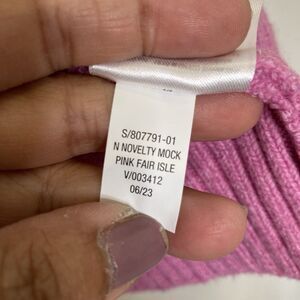 S/807791-01
N NOVELTY MOCK
PINK FAIR ISLE
V/003412
06/23